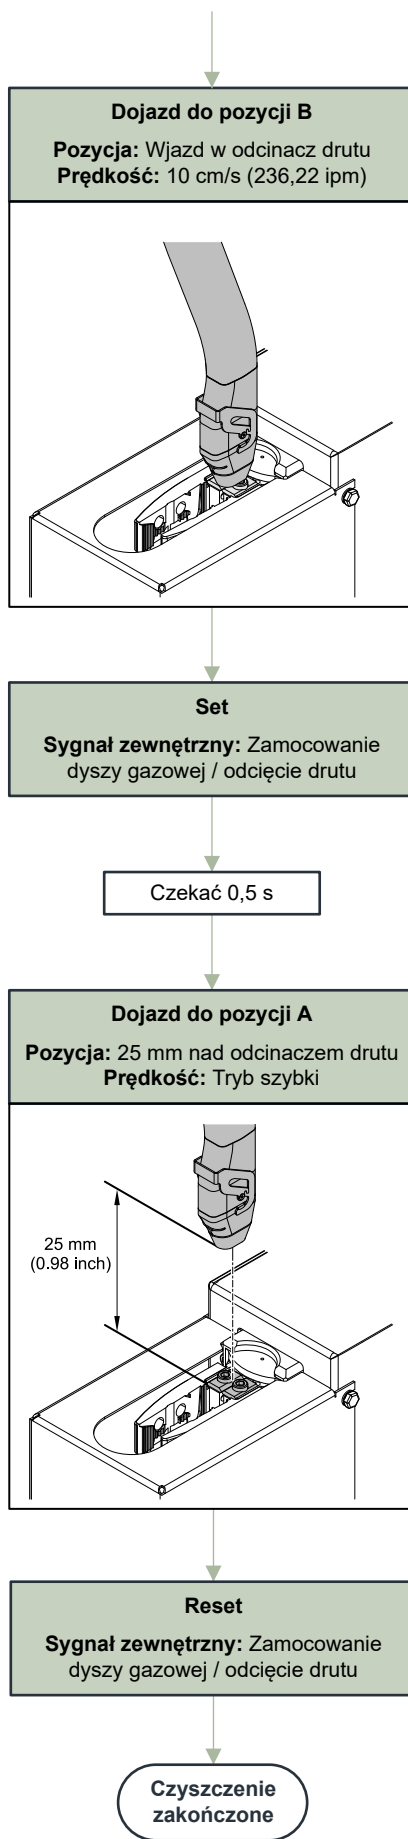 Dojazd do pozycji B
Pozycja: Wjazd w odcinacz drutu
Prędkość: 10 cm/s (236,22 ipm)
Set
Sygnał zewnętrzny: Zamocowanie
dyszy gazowej / odcięcie drutu
Czekać 0,5 s
Dojazd do pozycji A
Pozycja: 25 mm nad odcinaczem drutu
Prędkość: Tryb szybki
25 mm
(0.98 inch)
Reset
Sygnał zewnętrzny: Zamocowanie
dyszy gazowej / odcięcie drutu
Czyszczenie
zakończone